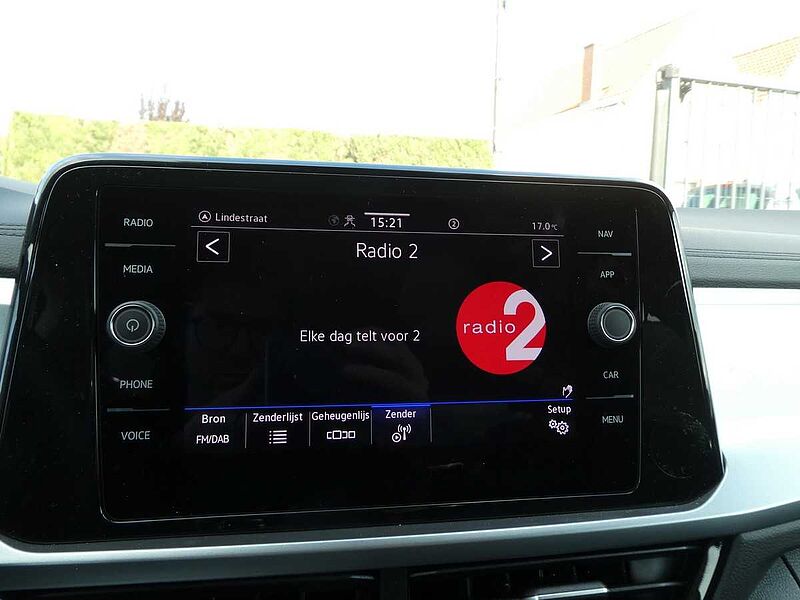 RADIO
MEDIA
PHONE
VOICE
Lindestraat
15:21
2
17.0°C
Radio 2
Elke dag telt voor 2
radio 2
Bron
FM/DAB
Zenderlijst
Geheugenlijs
Zender
Setup
NAV
APP
CAR
MENU